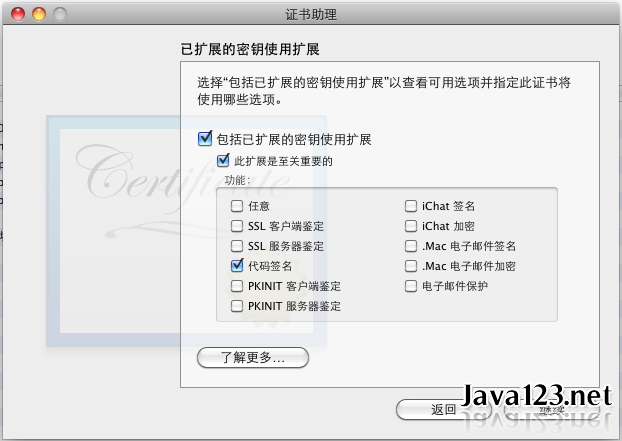 证书助理
已扩展的密钥使用扩展
选择“包括已扩展的密钥使用扩展”以查看可用选项并指定此证书将
使用哪些选项。
包括已扩展的密钥使用扩展
此扩展是至关重要的
功能：
任意
SSL 客户端鉴定
SSL 服务器鉴定
代码签名
PKINIT 客户端鉴定
PKINIT 服务器鉴定
iChat 签名
iChat 加密
.Mac 电子邮件签名
.Mac 电子邮件加密
电子邮件保护
Certificate
了解更多...
返回
Java123.net